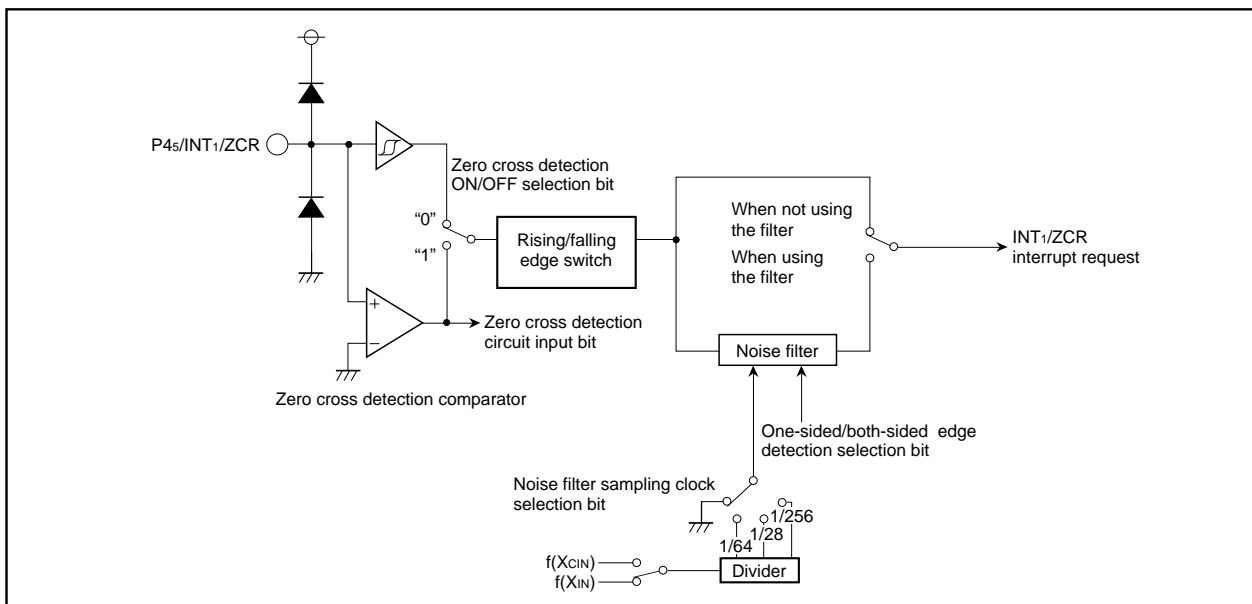 P45/INT1/ZCR
Zero cross detection
ON/OFF selection bit
“0”
“1”
Rising/falling
edge switch
When not using
the filter
When using
the filter
INT1/ZCR
interrupt request
+
−
Zero cross detection
circuit input bit
Noise filter
Zero cross detection comparator
One-sided/both-sided edge
detection selection bit
Noise filter sampling clock
selection bit
1/256
1/28
1/64
f(XCIN)
f(XIN)
Divider